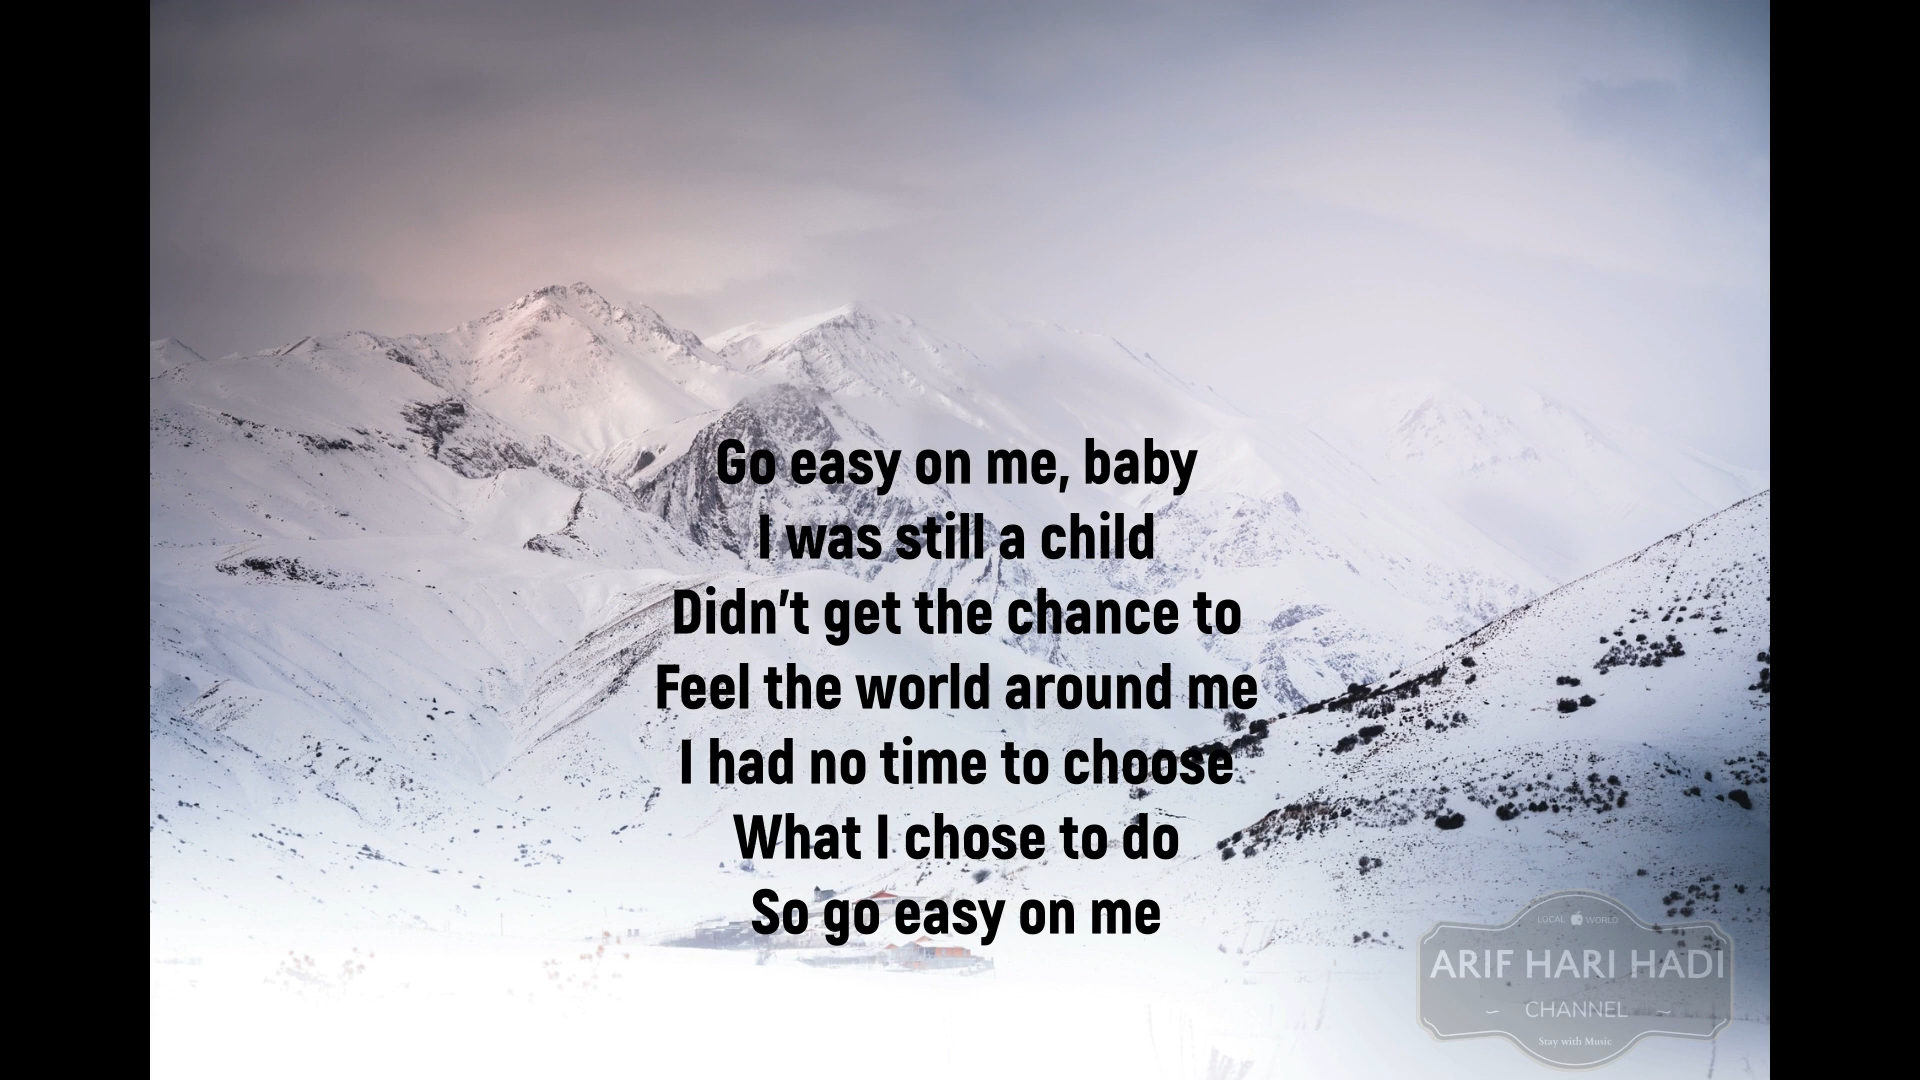 Go easy on me, baby
I was still a child
Didn't get the chance to
Feel the world around me
I had no time to choose
What I chose to do
So go easy on me
LOCAL WORLD
ARIF HARI HADI
~ CHANNEL ~
Stay with Music